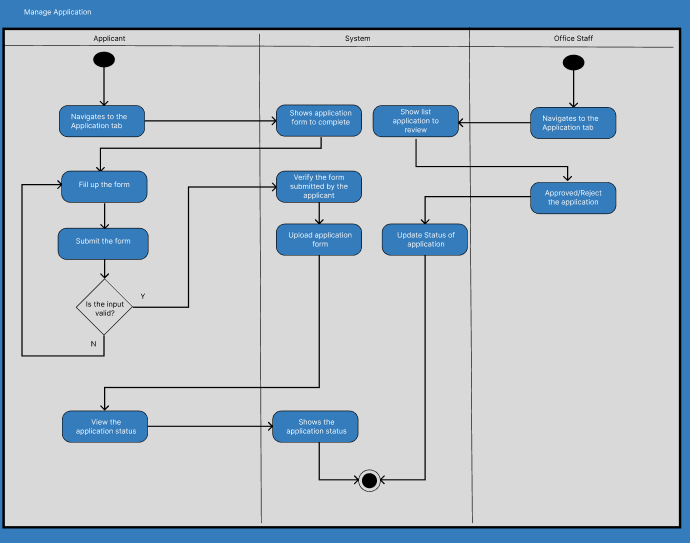 Manage Application
Applicant
System
Office Staff
Navigates to the
Application tab
Shows application
form to complete
Show list
application to
review
Navigates to the
Application tab
Fill up the form
Verify the form
submitted by the
applicant
Approved/Reject
the application
Submit the form
Upload application
form
Update Status of
application
Is the input
valid?
Y
N
View the
application status
Shows the
application status